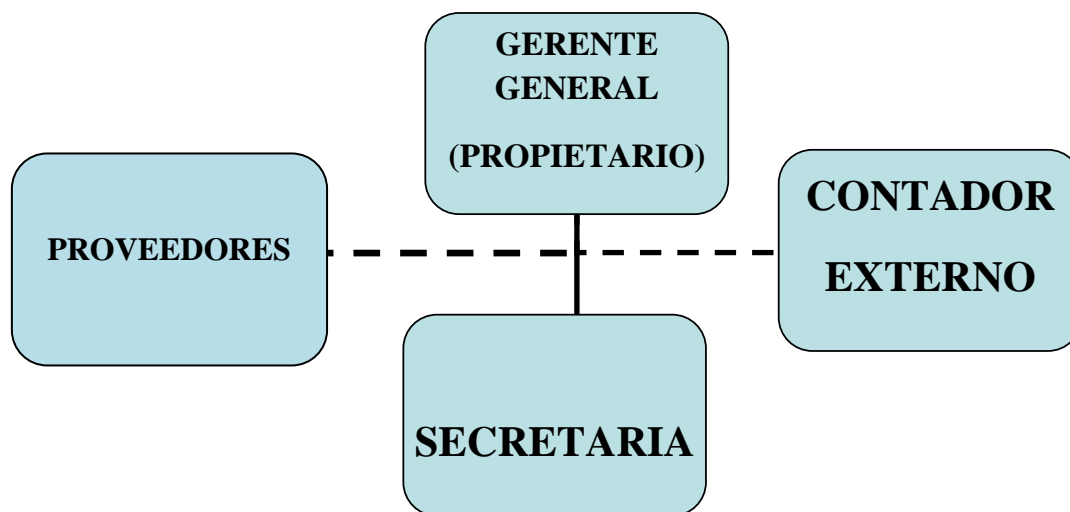 GERENTE
GENERAL
(PROPIETARIO)
PROVEEDORES
CONTADOR
EXTERNO
SECRETARIA